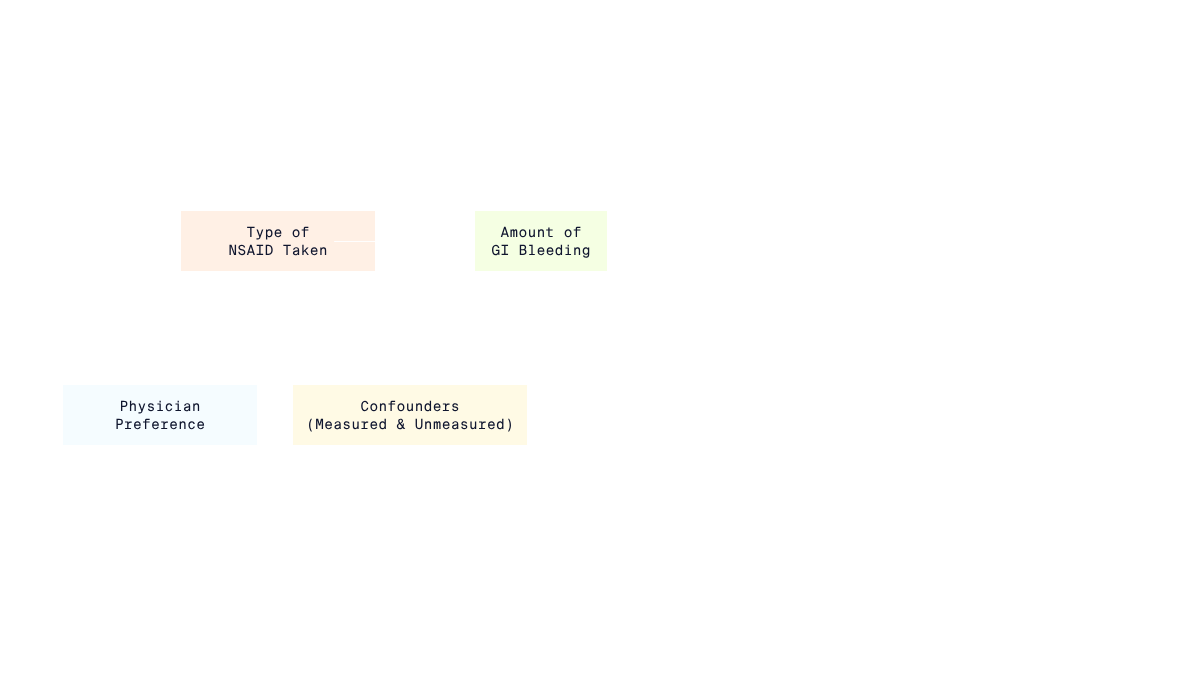 Type of
NSAID Taken
Amount of
GI Bleeding
Physician
Preference
Confounders
(Measured & Unmeasured)